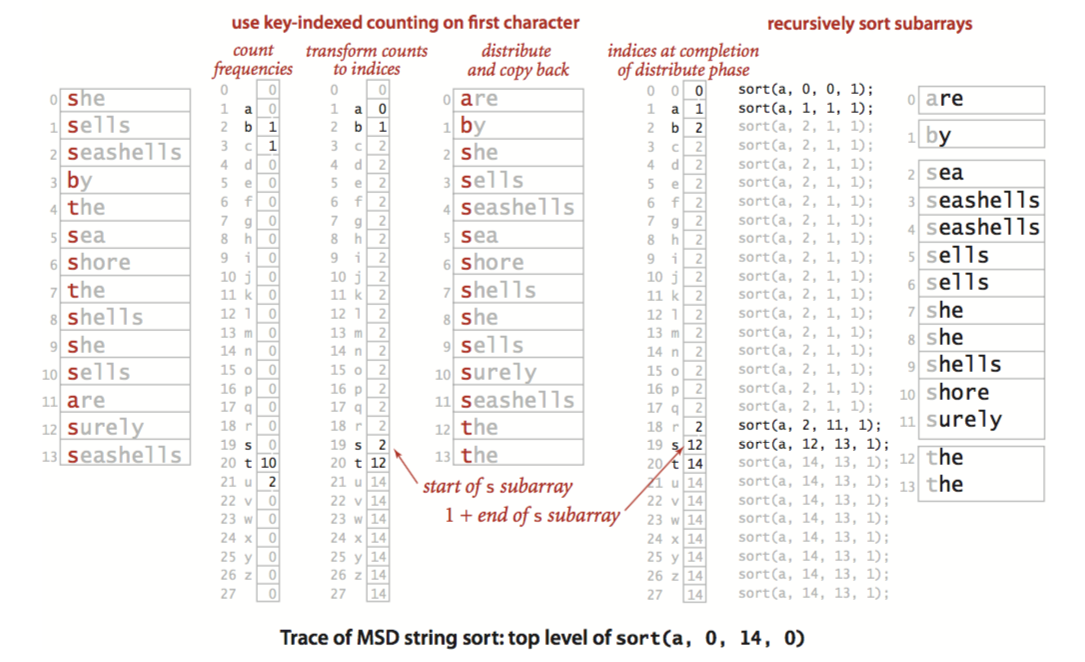 use key-indexed counting on first character
recursively sort subarrays
0 she
1 sells
2 seashells
3 by
4 the
5 sea
6 shore
7 the
8 shells
9 she
10 sells
11 are
12 surely
13 seashells
count
frequencies
0 0
1 a 0
2 b 1
3 c 1
4 d 0
5 e 0
6 f 0
7 g 0
8 h 0
9 i 0
10 j 0
11 k 0
12 l 0
13 m 0
14 n 0
15 o 0
16 p 0
17 q 0
18 r 0
19 s 0
20 t 10
21 u 2
22 v 0
23 w 0
24 x 0
25 y 0
26 z 0
27 0
transform counts
to indices
0 0
1 a 0
2 b 1
3 c 2
4 d 2
5 e 2
6 f 2
7 g 2
8 h 2
9 i 2
10 j 2
11 k 2
12 l 2
13 m 2
14 n 2
15 o 2
16 p 2
17 q 2
18 r 2
19 s 2
20 t 12
21 u 14
22 v 14
23 w 14
24 x 14
25 y 14
26 z 14
27 14
distribute
and copy back
0 are
1 by
2 she
3 sells
4 seashells
5 sea
6 shore
7 shells
8 she
9 sells
10 surely
11 seashells
12 the
13 the
start of s subarray
1 + end of s subarray
indices at completion
of distribute phase
0 0 0 sort(a, 0, 0, 1);
1 a 1 sort(a, 1, 1, 1);
2 b 2 sort(a, 2, 1, 1);
3 c 2 sort(a, 2, 1, 1);
4 d 2 sort(a, 2, 1, 1);
5 e 2 sort(a, 2, 1, 1);
6 f 2 sort(a, 2, 1, 1);
7 g 2 sort(a, 2, 1, 1);
8 h 2 sort(a, 2, 1, 1);
9 i 2 sort(a, 2, 1, 1);
10 j 2 sort(a, 2, 1, 1);
11 k 2 sort(a, 2, 1, 1);
12 l 2 sort(a, 2, 1, 1);
13 m 2 sort(a, 2, 1, 1);
14 n 2 sort(a, 2, 1, 1);
15 o 2 sort(a, 2, 1, 1);
16 p 2 sort(a, 2, 1, 1);
17 q 2 sort(a, 2, 1, 1);
18 r 2 sort(a, 2, 11, 1);
19 s 12 sort(a, 12, 13, 1);
20 t 14 sort(a, 14, 13, 1);
21 u 14 sort(a, 14, 13, 1);
22 v 14 sort(a, 14, 13, 1);
23 w 14 sort(a, 14, 13, 1);
24 x 14 sort(a, 14, 13, 1);
25 y 14 sort(a, 14, 13, 1);
26 z 14 sort(a, 14, 13, 1);
27 14 sort(a, 14, 13, 1);
0 are
1 by
2 sea
3 seashells
4 seashells
5 sells
6 sells
7 she
8 she
9 shells
10 shore
11 surely
12 the
13 the
Trace of MSD string sort: top level of sort(a, 0, 14, 0)